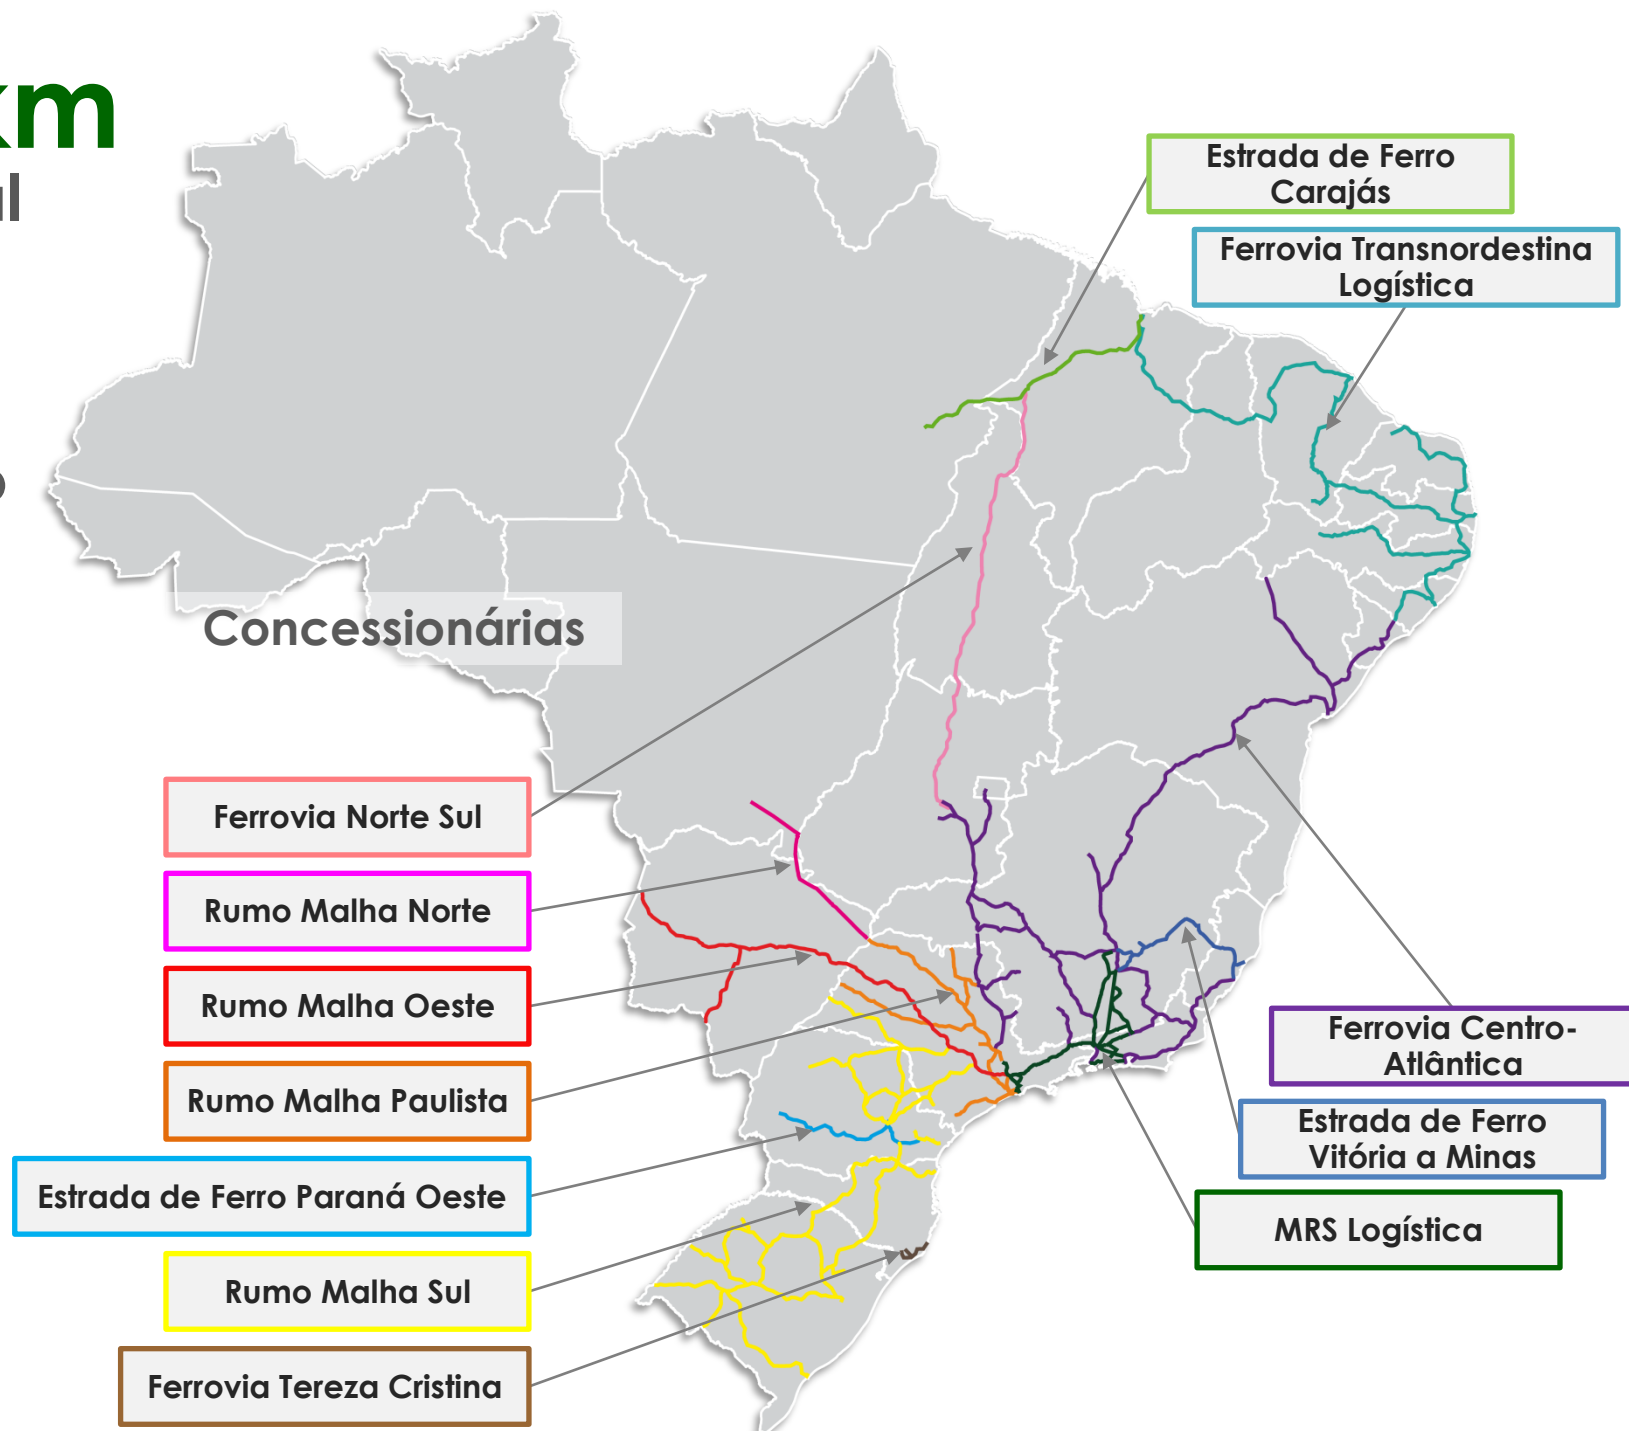 km
Estrada de Ferro
Carajás
Ferrovia Transnordestina
Logística
Concessionárias
Ferrovia Norte Sul
Rumo Malha Norte
Rumo Malha Oeste
Rumo Malha Paulista
Estrada de Ferro Paraná Oeste
Rumo Malha Sul
Ferrovia Tereza Cristina
Ferrovia Centro-
Atlântica
Estrada de Ferro
Vitória a Minas
MRS Logística